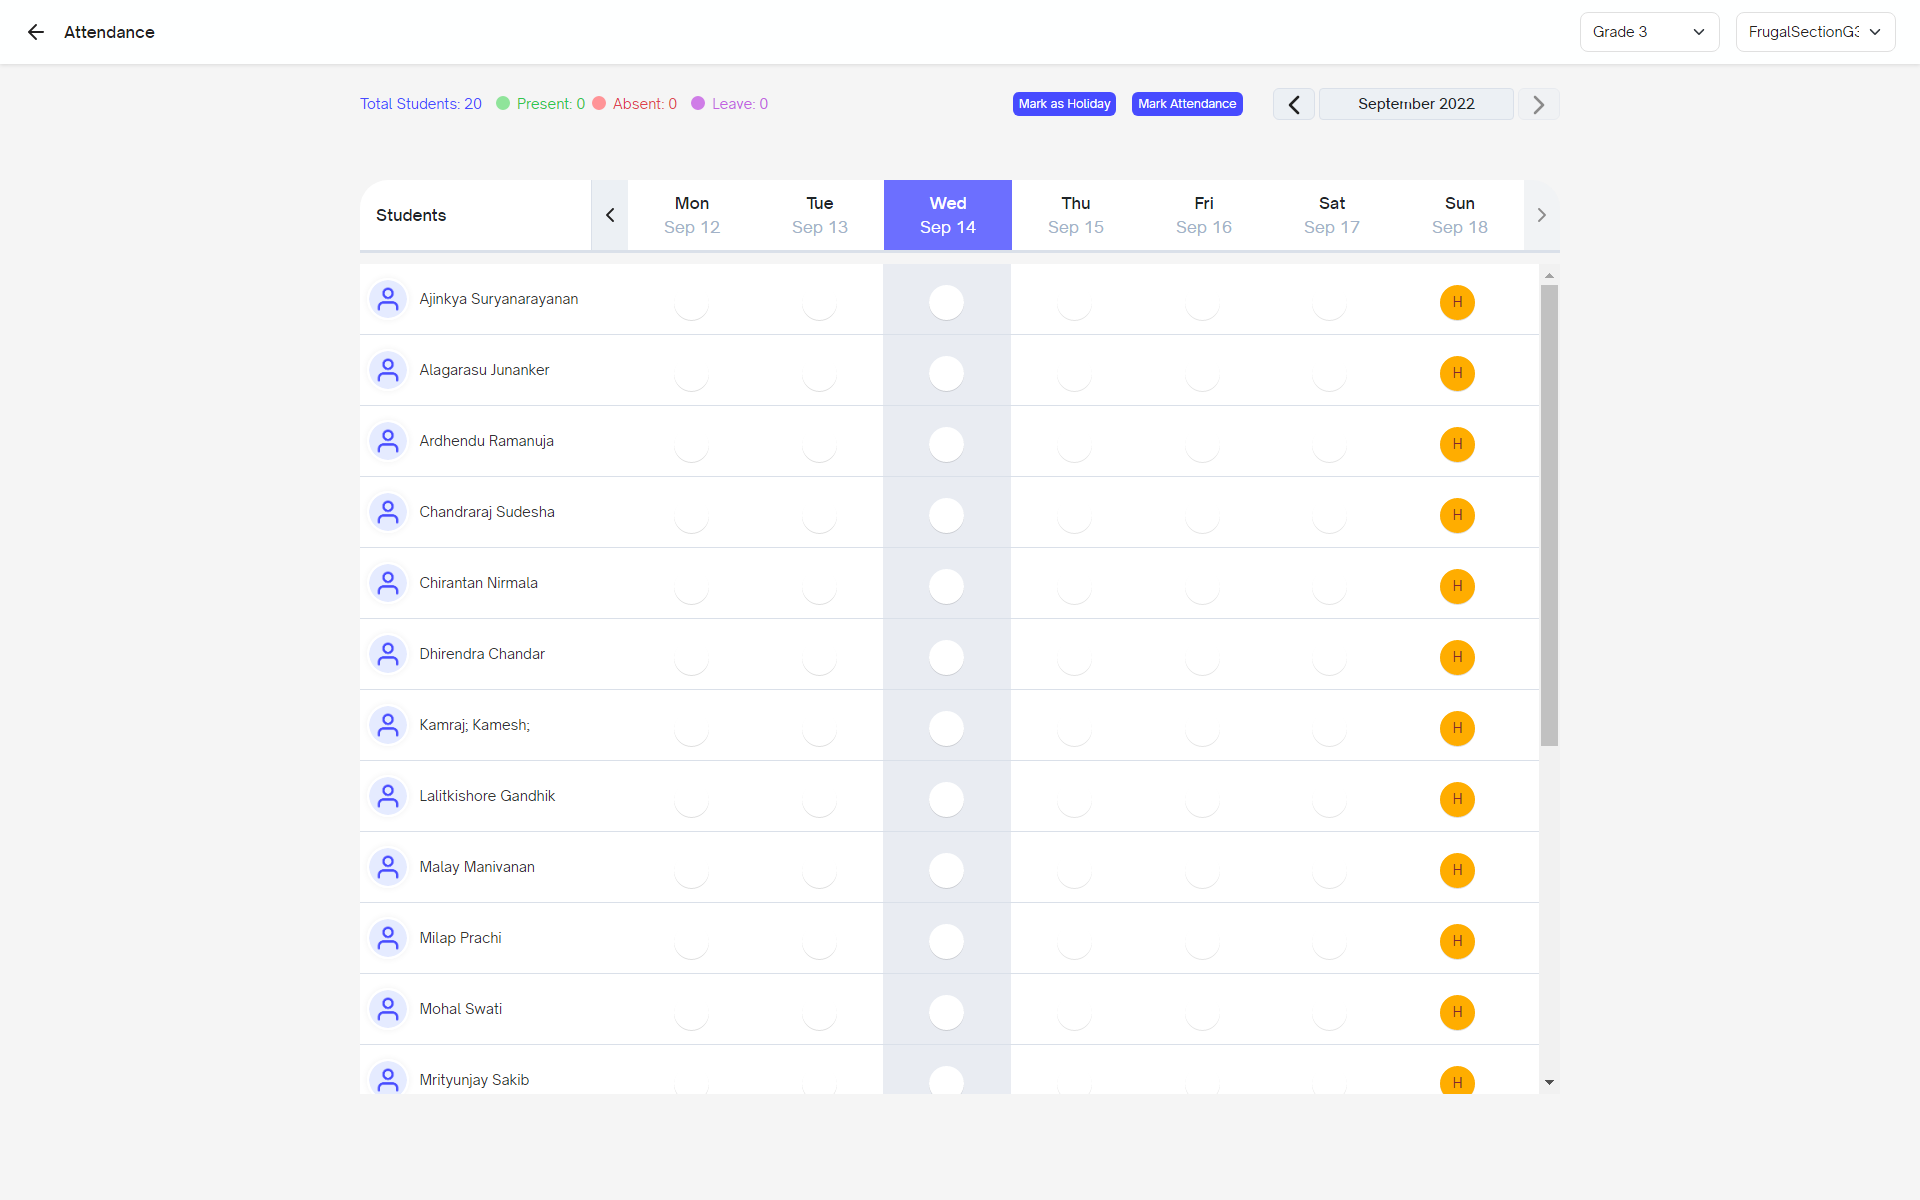 Attendance
Grade 3
FrugalSectionG3
Total Students: 20 Present: 0 Absent: 0 Leave: 0
Mark as Holiday
Mark Attendance
September 2022
Students
Mon Tue Wed Thu Fri Sat Sun
Sep 12 Sep 13 Sep 14 Sep 15 Sep 16 Sep 17 Sep 18
Ajinkya Suryanarayanan H
Alagarasu Junanker H
Ardhendu Ramanuja H
Chandraraj Sudesha H
Chirantan Nirmala H
Dhirendra Chandar H
Kamraj; Kamesh; H
Lalitkishore Gandhik H
Malay Manivanan H
Milap Prachi H
Mohal Swati H
Mrityunjay Sakib H